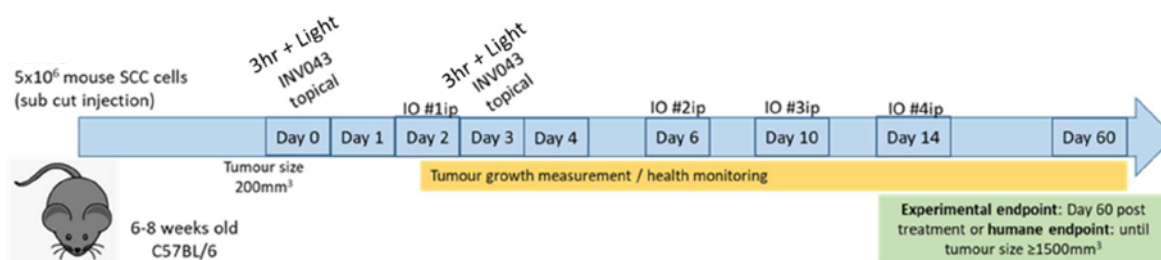 5x10⁶ mouse SCC cells
(sub cut injection)
3hr + Light
INV043
topical
3hr + Light
INV043
topical
IO #1ip
IO #2ip
IO #3ip
IO #4ip
Day 0
Day 1
Day 2
Day 3
Day 4
Day 6
Day 10
Day 14
Day 60
Tumour size
200mm³
Tumour growth measurement / health monitoring
6-8 weeks old
C57BL/6
Experimental endpoint: Day 60 post
treatment or humane endpoint: until
tumour size ≥1500mm³